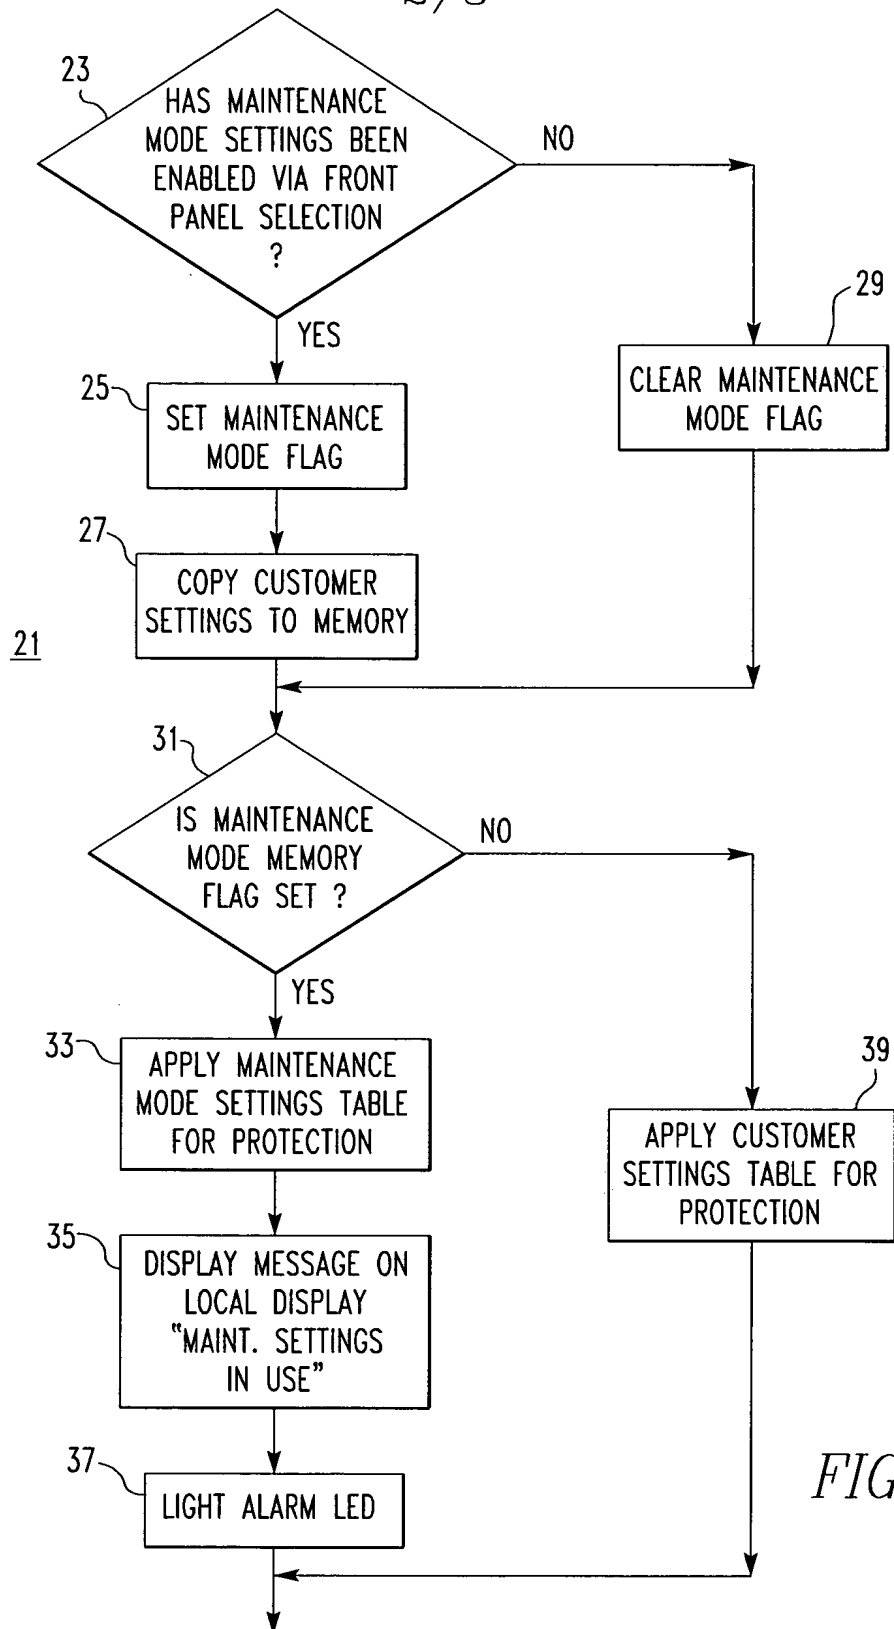 23
HAS MAINTENANCE
MODE SETTINGS BEEN
ENABLED VIA FRONT
PANEL SELECTION
?
NO
YES
29
CLEAR MAINTENANCE
MODE FLAG
25
SET MAINTENANCE
MODE FLAG
27
COPY CUSTOMER
SETTINGS TO MEMORY
21
31
IS MAINTENANCE
MODE MEMORY
FLAG SET ?
NO
YES
33
APPLY MAINTENANCE
MODE SETTINGS TABLE
FOR PROTECTION
39
APPLY CUSTOMER
SETTINGS TABLE FOR
PROTECTION
35
DISPLAY MESSAGE ON
LOCAL DISPLAY
"MAINT. SETTINGS
IN USE"
37
LIGHT ALARM LED
FIG